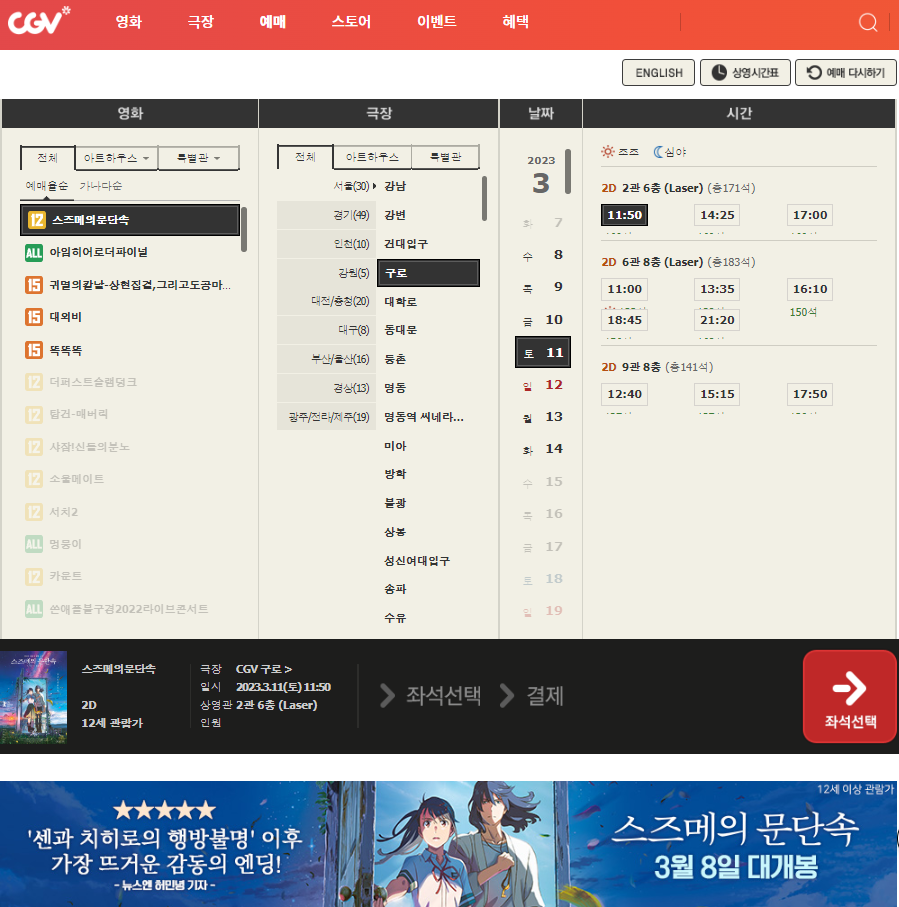 CGV
영화 극장 예매 스토어 이벤트 혜택
ENGLISH 상영시간표 예매 다시하기
영화
전체 아트하우스 특별관
예매율순 가나다순
12 스즈메의문단속
ALL 아임히어로더파이널
15 귀멸의칼날-상현집결,그리고도공마...
15 대외비
15 똑똑똑
12 더퍼스트슬램덩크
12 탑건-매버릭
12 샤잠!신들의분노
12 소울메이트
12 서치2
ALL 멍뭉이
12 카운트
ALL 쏜애플불구경2022라이브콘서트
극장
전체 아트하우스 특별관
서울(30)
경기(49)
인천(10)
강원(5)
대전/충청(20)
대구(8)
부산/울산(16)
경상(13)
광주/전라/제주(19)
강남
강변
건대입구
구로
대학로
동대문
등촌
명동
명동역 씨네라...
미아
방학
불광
상봉
성신여대입구
송파
수유
날짜
2023
3
화 7
수 8
목 9
금 10
토 11
일 12
월 13
화 14
수 15
목 16
금 17
토 18
일 19
시간
조조 심야
2D 2관 6층 (Laser) (총171석)
11:50 14:25 17:00
2D 6관 8층 (Laser) (총183석)
11:00 13:35 16:10
150석
18:45 21:20
2D 9관 8층 (총141석)
12:40 15:15 17:50
스즈메의문단속
2D
12세 관람가
극장 CGV 구로 >
일시 2023.3.11(토) 11:50
상영관 2관 6층 (Laser)
인원
좌석선택 결제
좌석선택
12세 이상 관람가
'센과 치히로의 행방불명' 이후
가장 뜨거운 감동의 엔딩!
- 뉴스엔 허민녕 기자 -
스즈메의 문단속
3월 8일 대개봉